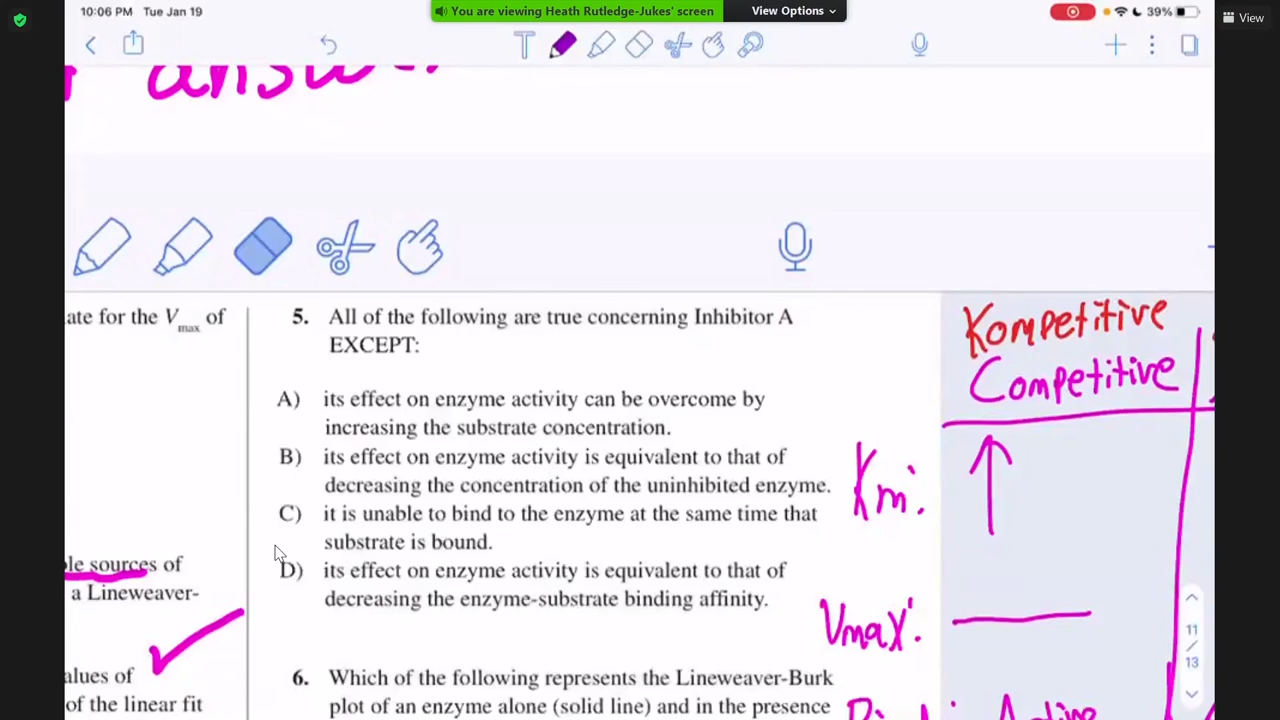 10:06 PM Tue Jan 19
You are viewing Heath Rutledge-Jukes' screen
View Options
39%
View
answer
ate for the Vmax of
5. All of the following are true concerning Inhibitor A
EXCEPT:
A) its effect on enzyme activity can be overcome by
increasing the substrate concentration.
B) its effect on enzyme activity is equivalent to that of
decreasing the concentration of the uninhibited enzyme.
C) it is unable to bind to the enzyme at the same time that
substrate is bound.
D) its effect on enzyme activity is equivalent to that of
decreasing the enzyme-substrate binding affinity.
6. Which of the following represents the Lineweaver-Burk
plot of an enzyme alone (solid line) and in the presence
le sources of
a Lineweaver-
alues of
of the linear fit
Kompetitive
Competitive
Km:
Vmax:
Active
11
/
13